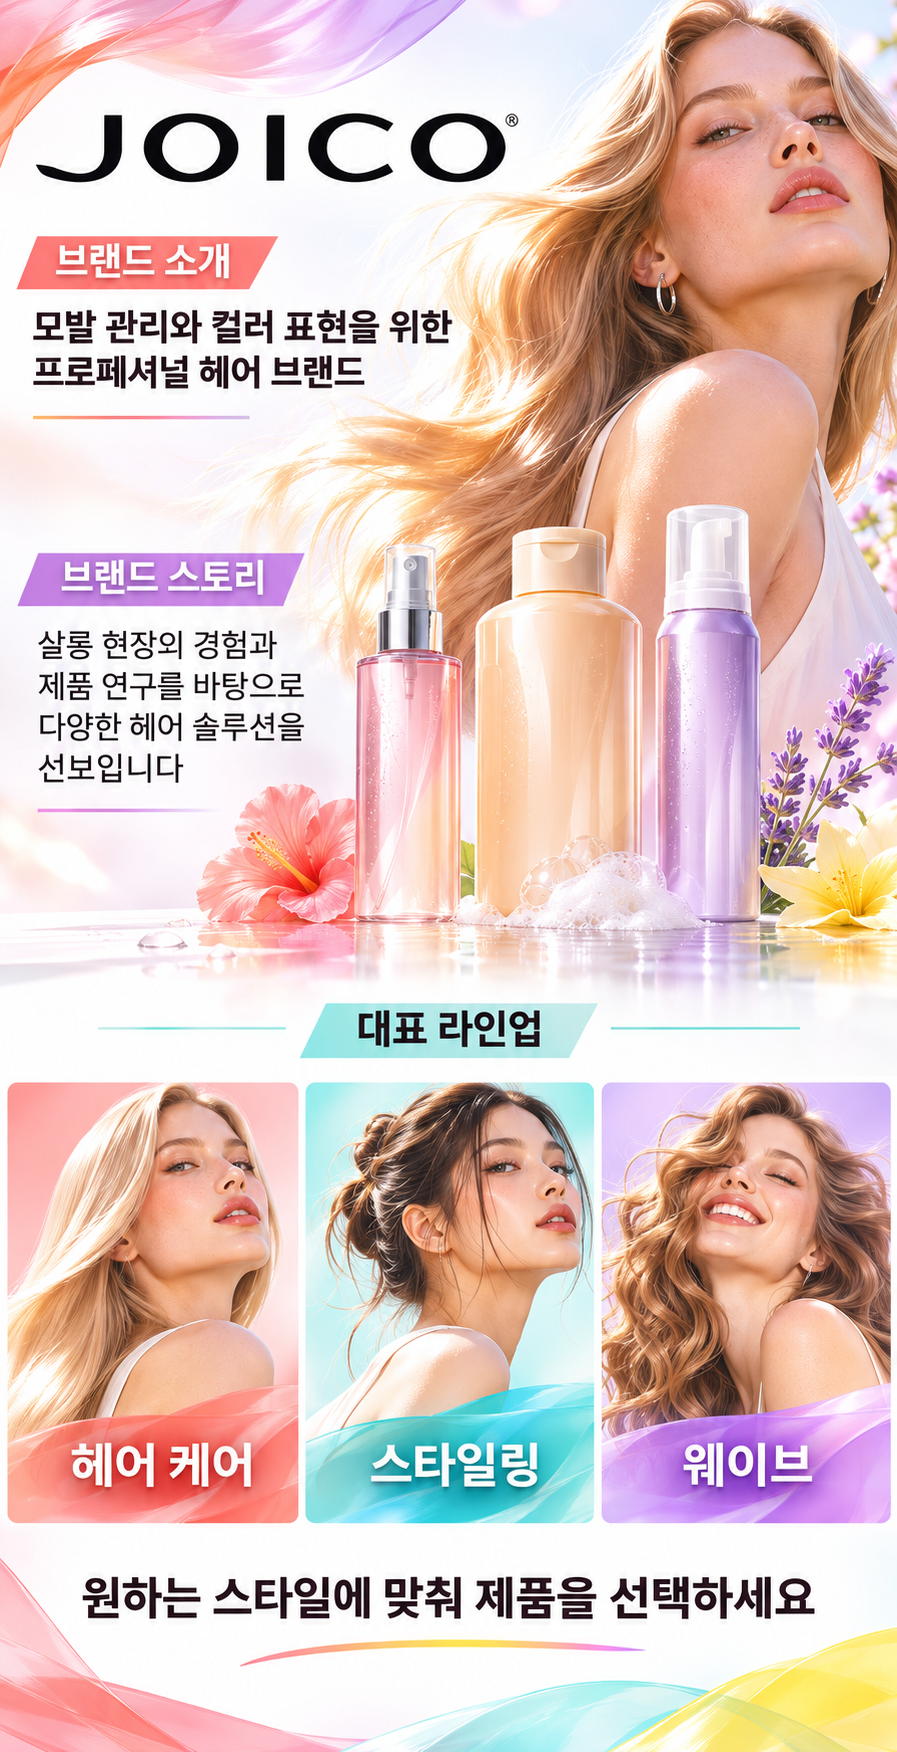 JOICO®
브랜드 소개
모발 관리와 컬러 표현을 위한
프로페셔널 헤어 브랜드
브랜드 스토리
살롱 현장외 경험과
제품 연구를 바탕으로
다양한 헤어 솔루션을
선보입니다
대표 라인업
헤어 케어
스타일링
웨이브
원하는 스타일에 맞춰 제품을 선택하세요